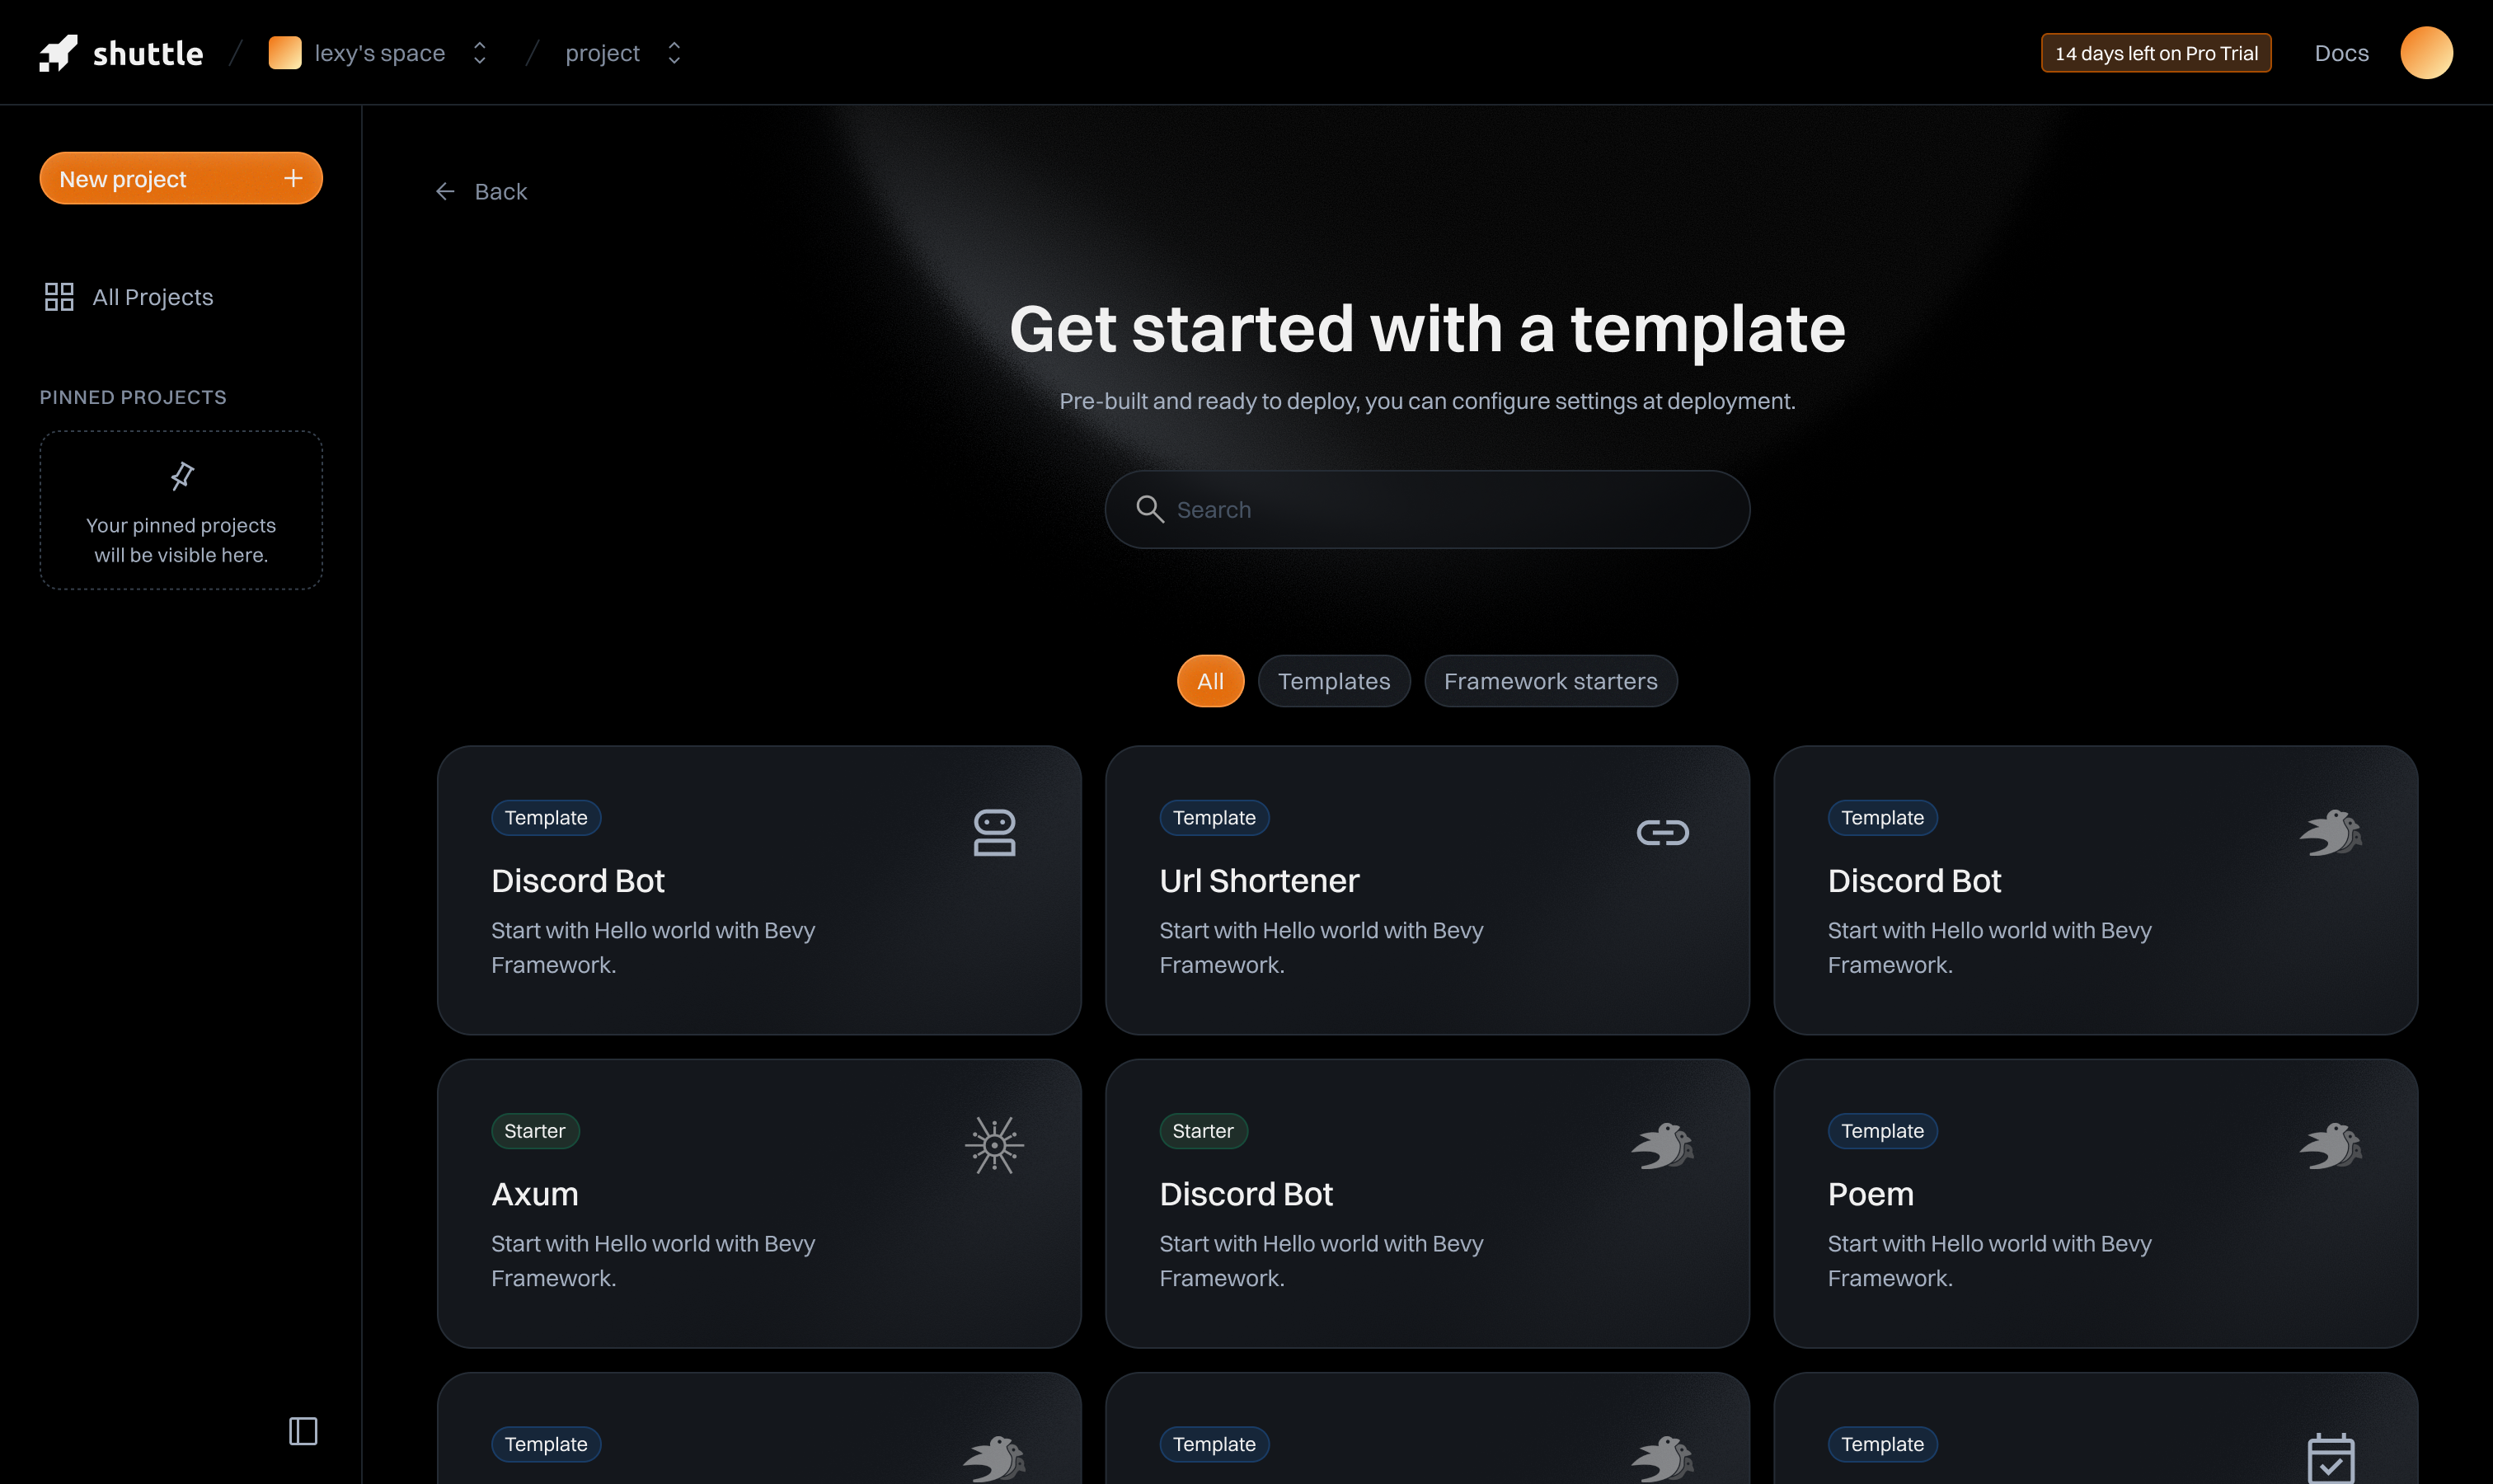 shuttle
lexy's space
project
14 days left on Pro Trial
Docs
New project
All Projects
PINNED PROJECTS
Your pinned projects
will be visible here.
Back
Get started with a template
Pre-built and ready to deploy, you can configure settings at deployment.
Search
All
Templates
Framework starters
Template
Discord Bot
Start with Hello world with Bevy
Framework.
Template
Url Shortener
Start with Hello world with Bevy
Framework.
Template
Discord Bot
Start with Hello world with Bevy
Framework.
Starter
Axum
Start with Hello world with Bevy
Framework.
Starter
Discord Bot
Start with Hello world with Bevy
Framework.
Template
Poem
Start with Hello world with Bevy
Framework.
Template
Template
Template